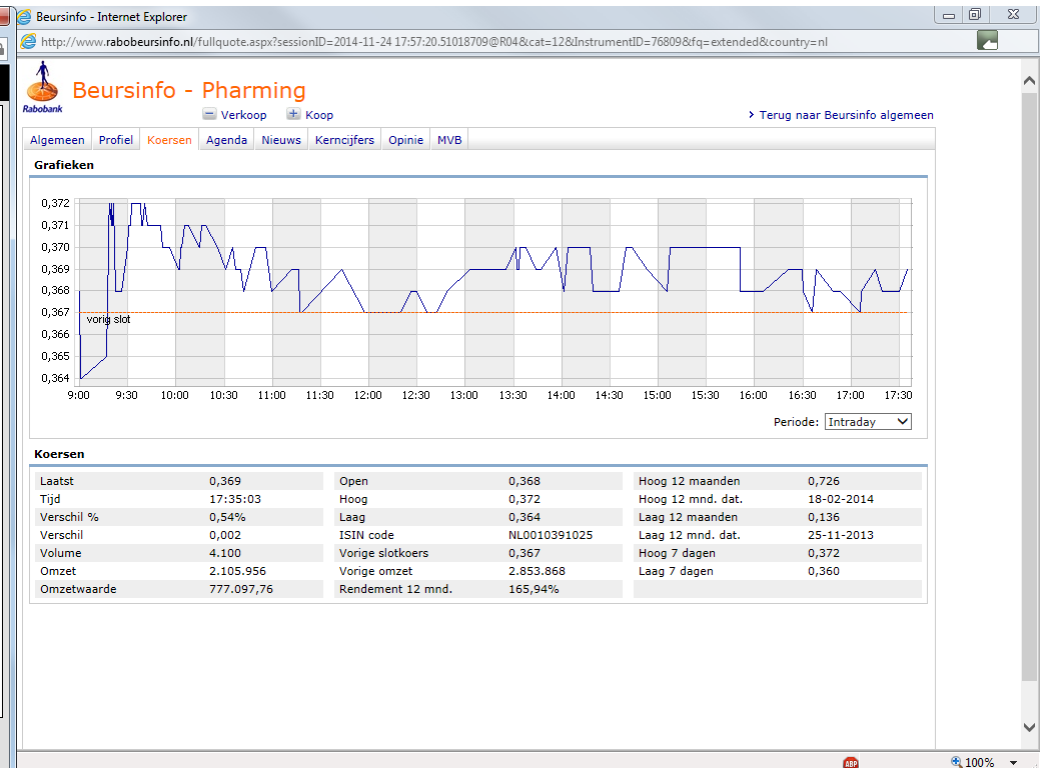 Beursinfo - Internet Explorer
http://www.rabobeursinfo.nl/fullquote.aspx?sessionID=2014-11-24 17:57:20.51018709@R04&cat=12&InstrumentID=76809&fq=extended&country=nl
Rabobank
Beursinfo - Pharming
Verkoop Koop
Terug naar Beursinfo algemeen
Algemeen Profiel Koersen Agenda Nieuws Kerncijfers Opinie MVB
Grafieken
0,372
0,371
0,370
0,369
0,368
0,367
vorig slot
0,366
0,365
0,364
9:00 9:30 10:00 10:30 11:00 11:30 12:00 12:30 13:00 13:30 14:00 14:30 15:00 15:30 16:00 16:30 17:00 17:30
Periode: Intraday
Koersen
Laatst 0,369 Open 0,368 Hoog 12 maanden 0,726
Tijd 17:35:03 Hoog 0,372 Hoog 12 mnd. dat. 18-02-2014
Verschil % 0,54% Laag 0,364 Laag 12 maanden 0,136
Verschil 0,002 ISIN code NL0010391025 Laag 12 mnd. dat. 25-11-2013
Volume 4.100 Vorige slotkoers 0,367 Hoog 7 dagen 0,372
Omzet 2.105.956 Vorige omzet 2.853.868 Laag 7 dagen 0,360
Omzetwaarde 777.097,76 Rendement 12 mnd. 165,94%
ABP
100%